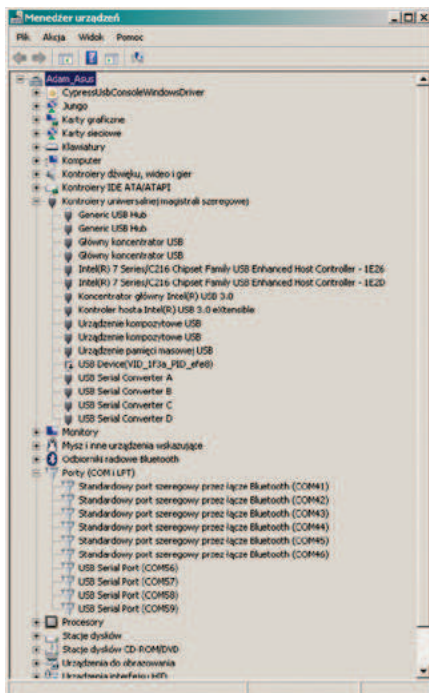 Menedżer urządzeń
Plik Akcja Widok Pomoc
Adam_Asus
CypressUsbConsoleWindowsDriver
Jungo
Karty graficzne
Karty sieciowe
Klawiatury
Komputer
Kontrolery dźwięku, wideo i gier
Kontrolery IDE ATA/ATAPI
Kontrolery uniwersalnej magistrali szeregowej
Generic USB Hub
Generic USB Hub
Główny koncentrator USB
Główny koncentrator USB
Intel(R) 7 Series/C216 Chipset Family USB Enhanced Host Controller - 1E26
Intel(R) 7 Series/C216 Chipset Family USB Enhanced Host Controller - 1E2D
Koncentrator główny Intel(R) USB 3.0
Kontroler hosta Intel(R) USB 3.0 eXtensible
Urządzenie kompozytowe USB
Urządzenie kompozytowe USB
Urządzenie pamięci masowej USB
USB Device(VID_1f3a_PID_efe8)
USB Serial Converter A
USB Serial Converter B
USB Serial Converter C
USB Serial Converter D
Monitory
Mysz i inne urządzenia wskazujące
Odbiorniki radiowe Bluetooth
Porty (COM i LPT)
Standardowy port szeregowy przez łącze Bluetooth (COM41)
Standardowy port szeregowy przez łącze Bluetooth (COM42)
Standardowy port szeregowy przez łącze Bluetooth (COM43)
Standardowy port szeregowy przez łącze Bluetooth (COM44)
Standardowy port szeregowy przez łącze Bluetooth (COM45)
Standardowy port szeregowy przez łącze Bluetooth (COM46)
USB Serial Port (COM56)
USB Serial Port (COM57)
USB Serial Port (COM58)
USB Serial Port (COM59)
Procesory
Stacje dysków
Stacje dysków CD-ROM/DVD
Urządzenia do obrazowania
Urządzenia interfejsu HID